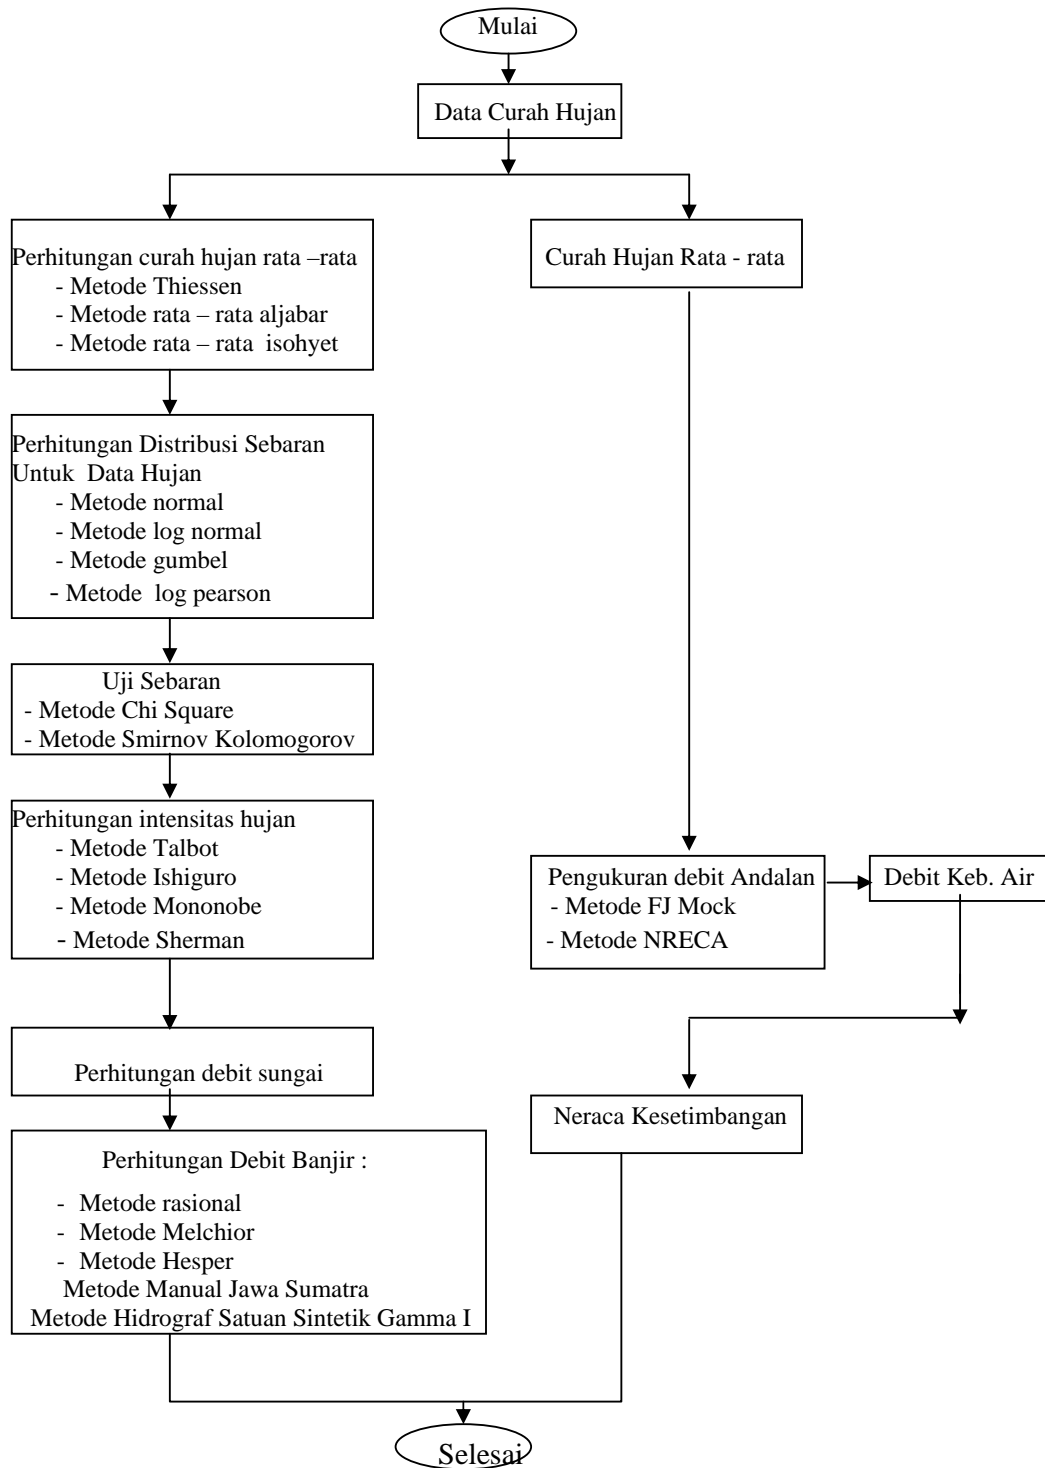 Mulai
Data Curah Hujan
Perhitungan curah hujan rata –rata
- Metode Thiessen
- Metode rata – rata aljabar
- Metode rata – rata isohyet
Perhitungan Distribusi Sebaran
Untuk Data Hujan
- Metode normal
- Metode log normal
- Metode gumbel
- Metode log pearson
Uji Sebaran
- Metode Chi Square
- Metode Smirnov Kolomogorov
Perhitungan intensitas hujan
- Metode Talbot
- Metode Ishiguro
- Metode Mononobe
- Metode Sherman
Perhitungan debit sungai
Perhitungan Debit Banjir :
- Metode rasional
- Metode Melchior
- Metode Hesper
Metode Manual Jawa Sumatra
Metode Hidrograf Satuan Sintetik Gamma I
Curah Hujan Rata - rata
Pengukuran debit Andalan
- Metode FJ Mock
- Metode NRECA
Debit Keb. Air
Neraca Kesetimbangan
Selesai